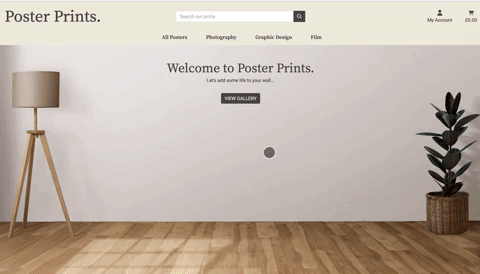 Poster Prints.
Search our prints
My Account
£0.00
All Posters Photography Graphic Design Film
Welcome to Poster Prints.
Let's add some life to your wall...
VIEW GALLERY